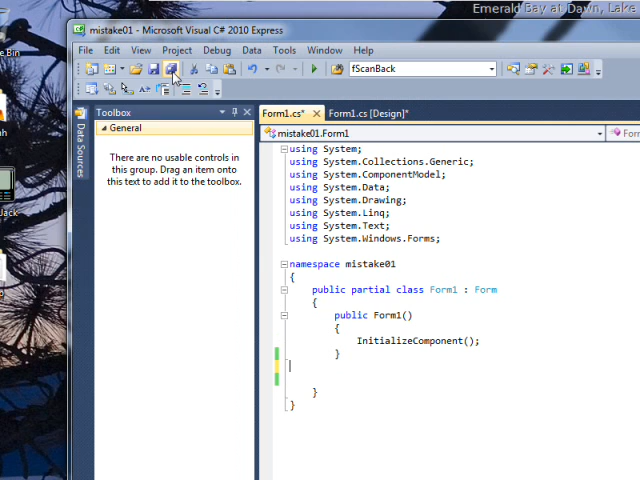 Emerald Bay at Dawn, Lake
mistake01 - Microsoft Visual C# 2010 Express
File Edit View Project Debug Data Tools Window Help
fScanBack
Bin
Jack
Data Sources
Toolbox
General
There are no usable controls in
this group. Drag an item onto
this text to add it to the toolbox.
Form1.cs* Form1.cs [Design]*
mistake01.Form1 Form
using System;
using System.Collections.Generic;
using System.ComponentModel;
using System.Data;
using System.Drawing;
using System.Linq;
using System.Text;
using System.Windows.Forms;
namespace mistake01
{
public partial class Form1 : Form
{
public Form1()
{
InitializeComponent();
}
}
}